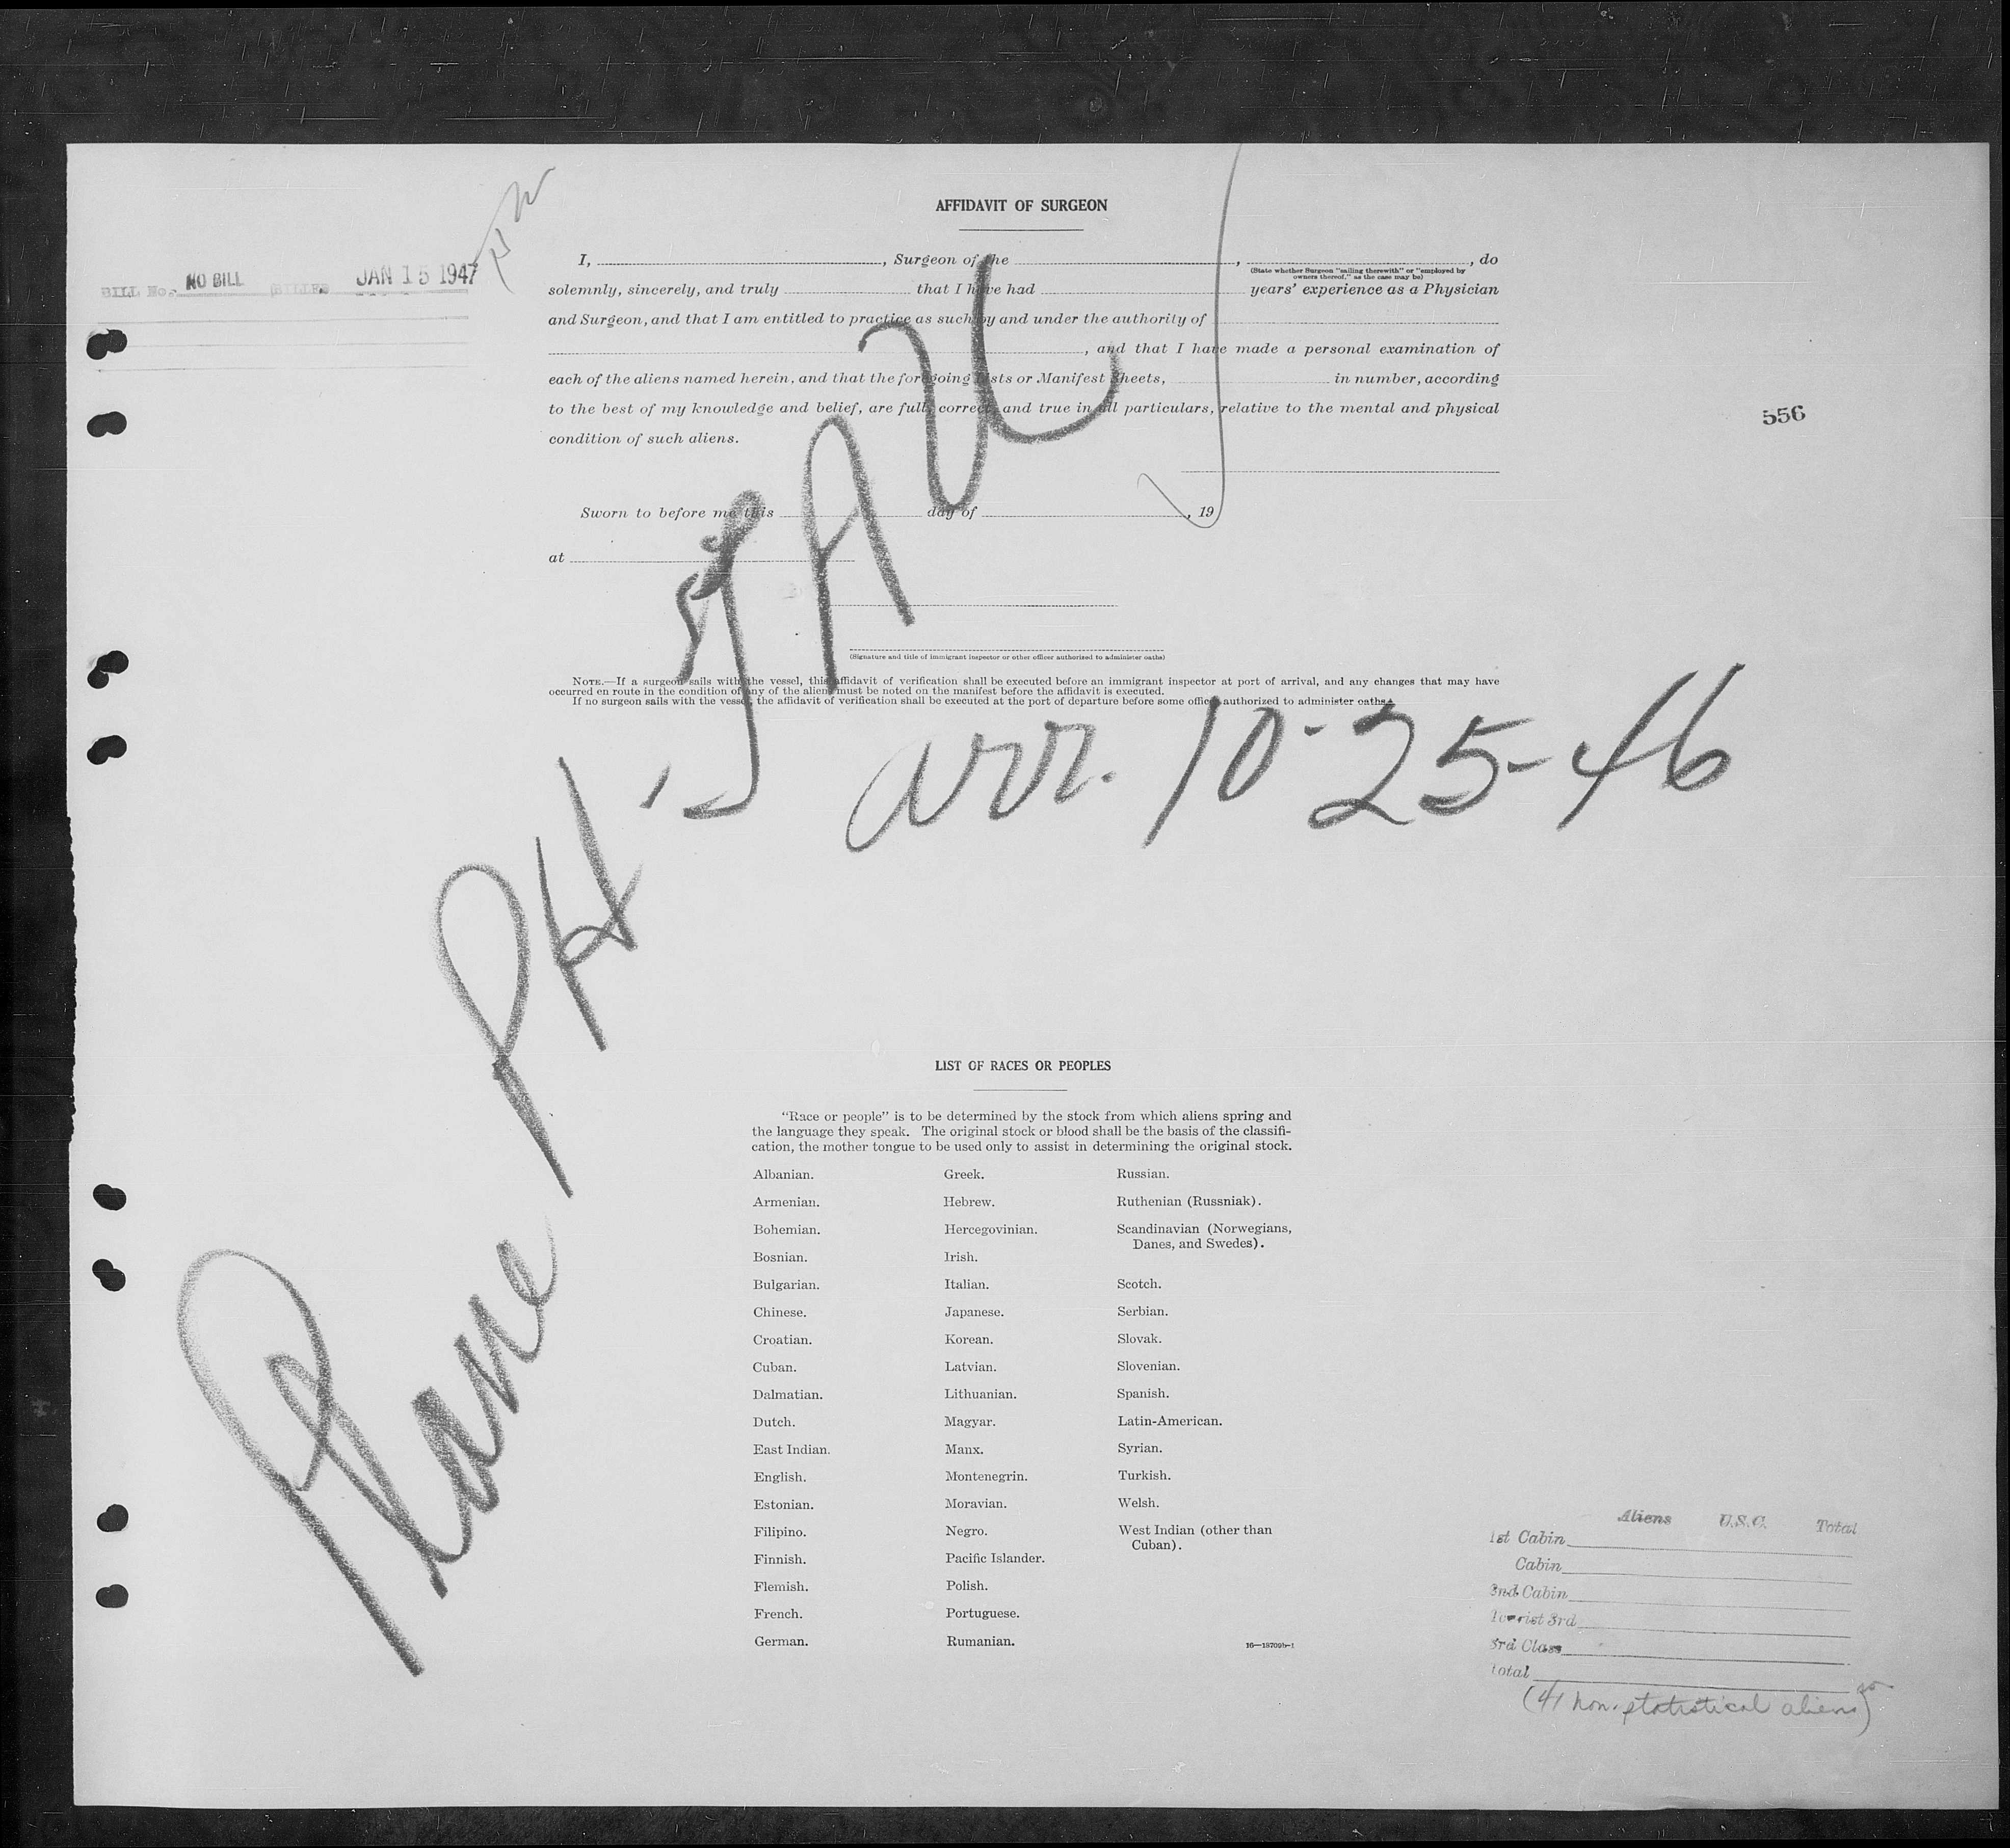 AFFIDAVIT OF SURGEON
BILL No. NO BILL BILLED JAN 15 1947
I, , Surgeon of the , , do
(State whether Surgeon "sailing therewith" or "employed by
owners thereof," as the case may be)
solemnly, sincerely, and truly that I have had years' experience as a Physician
and Surgeon, and that I am entitled to practice as such by and under the authority of
, and that I have made a personal examination of
each of the aliens named herein, and that the foregoing Lists or Manifest Sheets, in number, according
to the best of my knowledge and belief, are full, correct, and true in all particulars, relative to the mental and physical
condition of such aliens.
556
Sworn to before me this day of , 19
at
(Signature and title of immigrant inspector or other officer authorized to administer oaths)
NOTE.—If a surgeon sails with the vessel, this affidavit of verification shall be executed before an immigrant inspector at port of arrival, and any changes that may have
occurred en route in the condition of any of the aliens must be noted on the manifest before the affidavit is executed.
If no surgeon sails with the vessel, the affidavit of verification shall be executed at the port of departure before some officer authorized to administer oaths.
Plane PH-TAU
arr. 10-25-46
LIST OF RACES OR PEOPLES
"Race or people" is to be determined by the stock from which aliens spring and
the language they speak. The original stock or blood shall be the basis of the classifi-
cation, the mother tongue to be used only to assist in determining the original stock.
Albanian. Greek. Russian.
Armenian. Hebrew. Ruthenian (Russniak).
Bohemian. Hercegovinian. Scandinavian (Norwegians,
Danes, and Swedes).
Bosnian. Irish.
Bulgarian. Italian. Scotch.
Chinese. Japanese. Serbian.
Croatian. Korean. Slovak.
Cuban. Latvian. Slovenian.
Dalmatian. Lithuanian. Spanish.
Dutch. Magyar. Latin-American.
East Indian. Manx. Syrian.
English. Montenegrin. Turkish.
Estonian. Moravian. Welsh.
Filipino. Negro. West Indian (other than
Cuban).
Finnish. Pacific Islander.
Flemish. Polish.
French. Portuguese.
German. Rumanian. 16—18709b-1
Aliens U.S.C. Total
1st Cabin
Cabin
2nd Cabin
Tourist 3rd
3rd Class
Total
(41 non-statistical aliens)